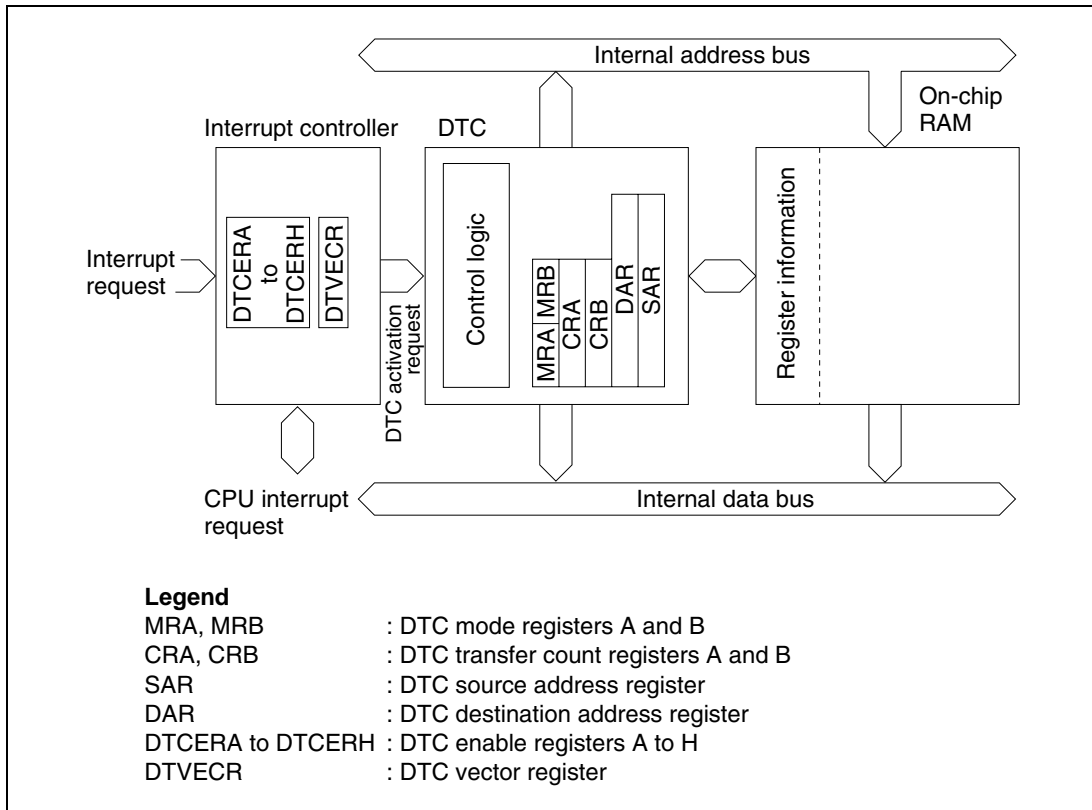 Internal address bus
On-chip
RAM
Interrupt controller
DTC
Interrupt
request
DTCERA
to
DTCERH
DTVECR
DTC activation
request
Control logic
MRA
MRB
CRA
CRB
DAR
SAR
Register information
CPU interrupt
request
Internal data bus
Legend
MRA, MRB : DTC mode registers A and B
CRA, CRB : DTC transfer count registers A and B
SAR : DTC source address register
DAR : DTC destination address register
DTCERA to DTCERH : DTC enable registers A to H
DTVECR : DTC vector register